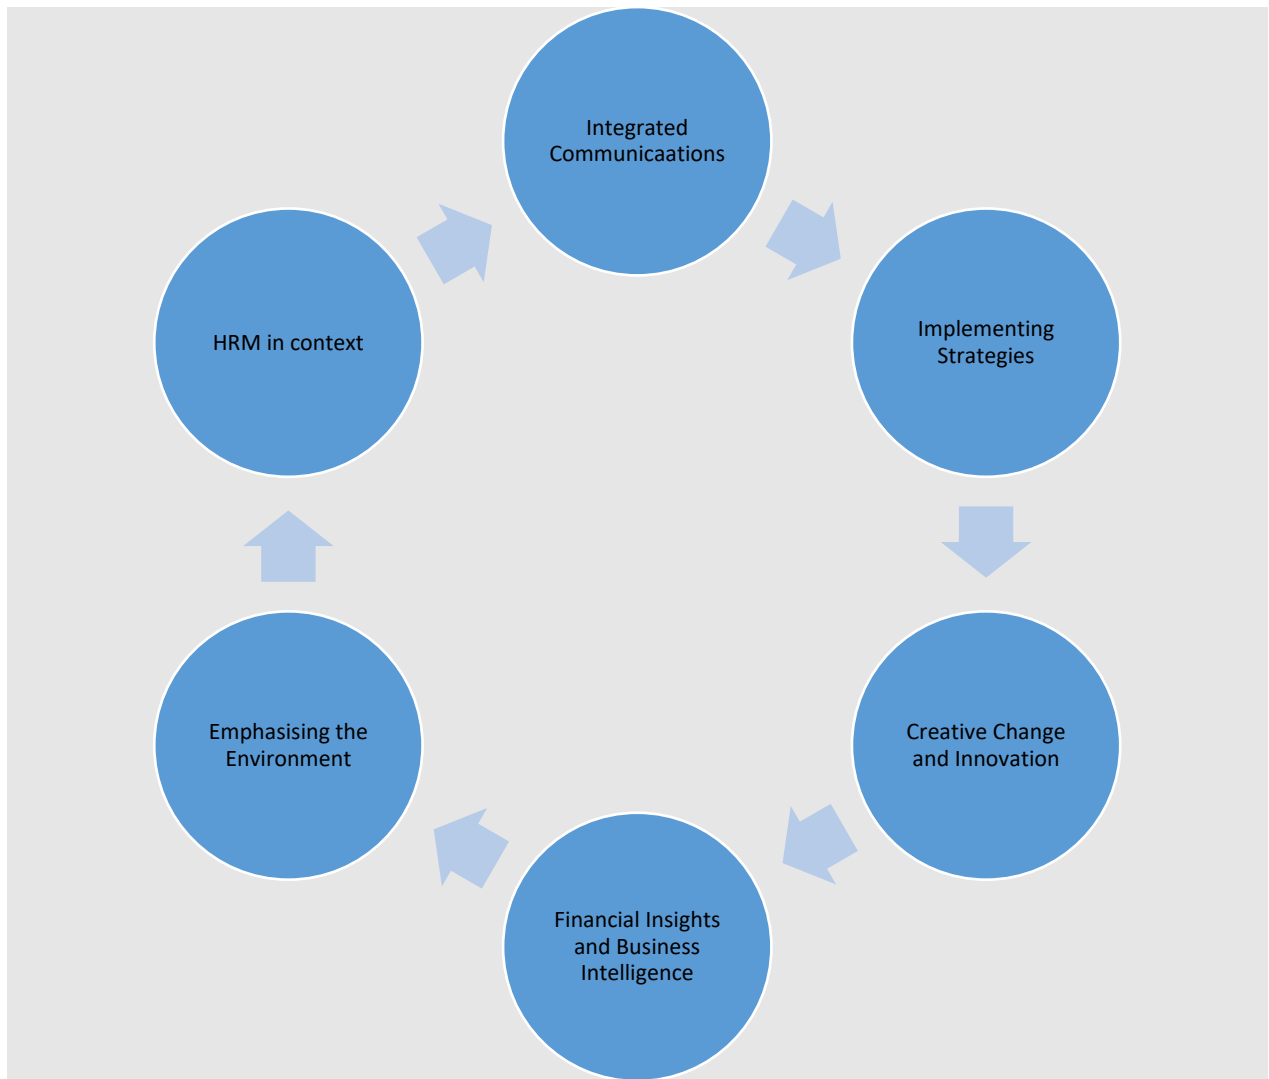 Integrated
Communicaations
Implementing
Strategies
Creative Change
and Innovation
Financial Insights
and Business
Intelligence
Emphasising the
Environment
HRM in context